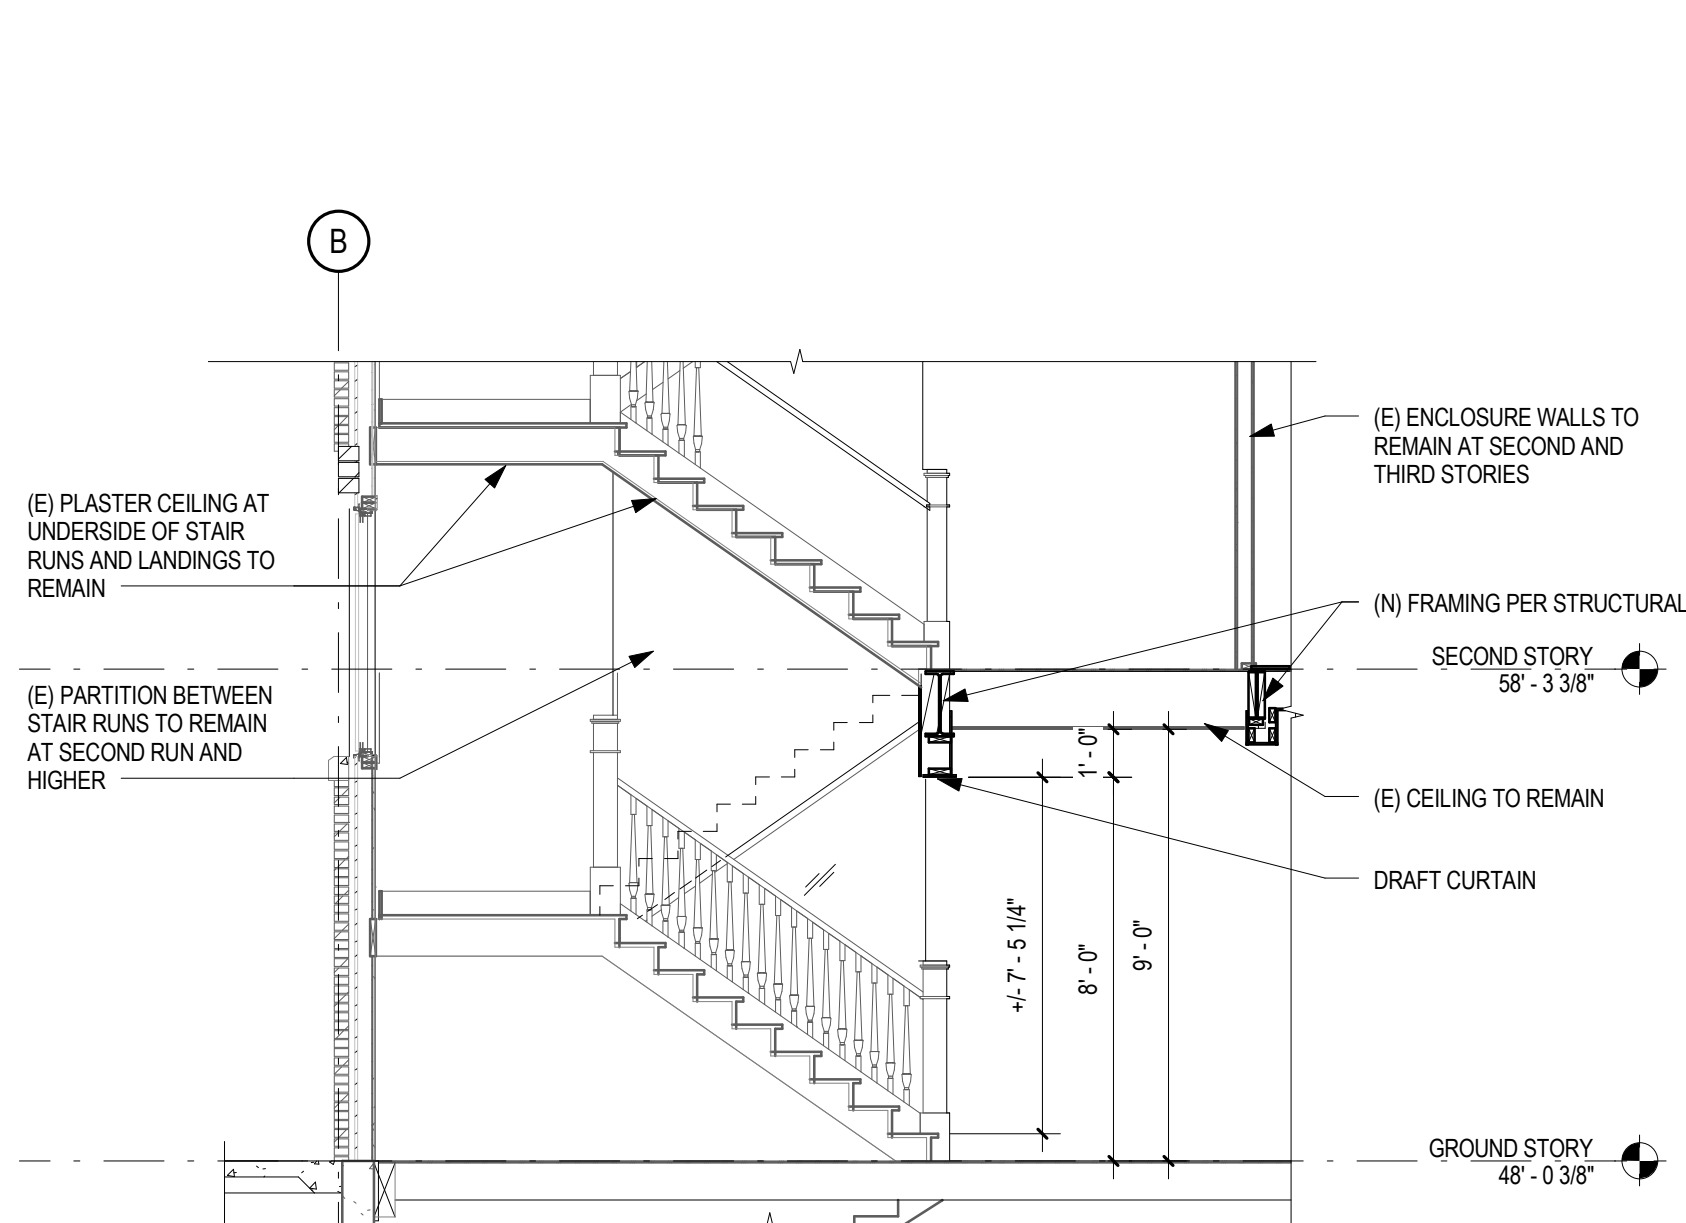 B
(E) ENCLOSURE WALLS TO
REMAIN AT SECOND AND
THIRD STORIES
(E) PLASTER CEILING AT
UNDERSIDE OF STAIR
RUNS AND LANDINGS TO
REMAIN
(N) FRAMING PER STRUCTURAL
SECOND STORY
58' - 3 3/8"
(E) PARTITION BETWEEN
STAIR RUNS TO REMAIN
AT SECOND RUN AND
HIGHER
1' - 0"
(E) CEILING TO REMAIN
DRAFT CURTAIN
+/- 7' - 5 1/4"
8' - 0"
9' - 0"
GROUND STORY
48' - 0 3/8"